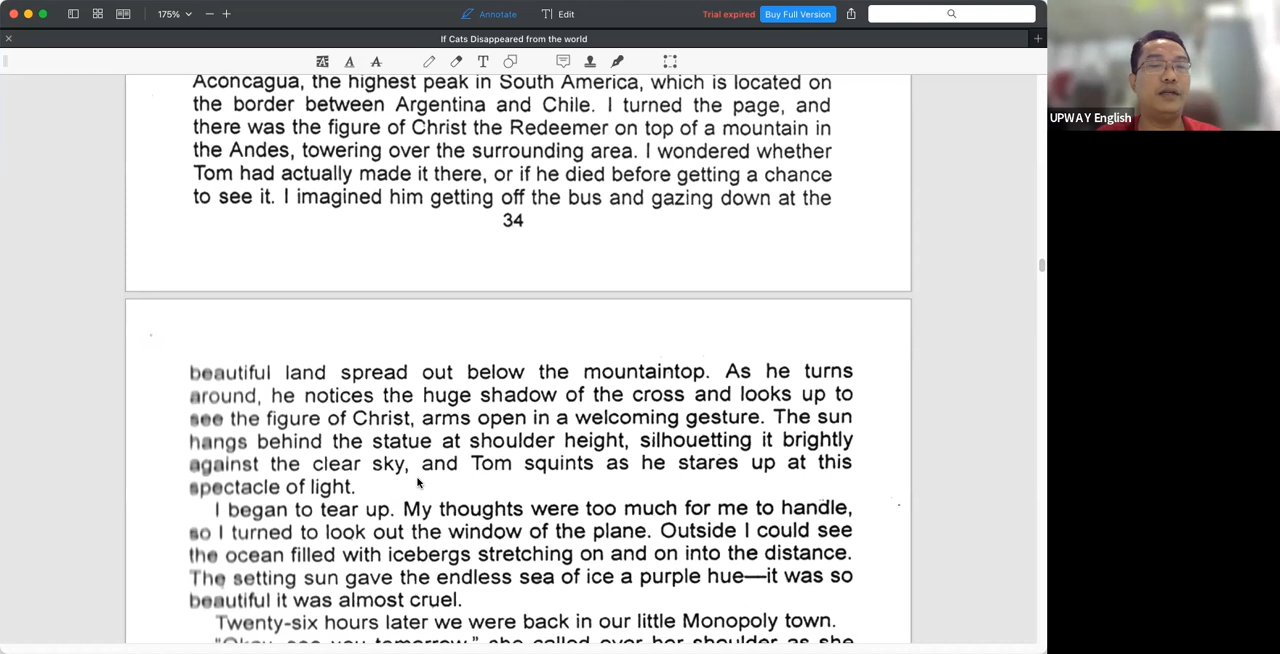 175%
Annotate
Edit
Trial expired
Buy Full Version
If Cats Disappeared from the world
Aconcagua, the highest peak in South America, which is located on
the border between Argentina and Chile. I turned the page, and
there was the figure of Christ the Redeemer on top of a mountain in
the Andes, towering over the surrounding area. I wondered whether
Tom had actually made it there, or if he died before getting a chance
to see it. I imagined him getting off the bus and gazing down at the
34
beautiful land spread out below the mountaintop. As he turns
around, he notices the huge shadow of the cross and looks up to
see the figure of Christ, arms open in a welcoming gesture. The sun
hangs behind the statue at shoulder height, silhouetting it brightly
against the clear sky, and Tom squints as he stares up at this
spectacle of light.
I began to tear up. My thoughts were too much for me to handle,
so I turned to look out the window of the plane. Outside I could see
the ocean filled with icebergs stretching on and on into the distance.
The setting sun gave the endless sea of ice a purple hue—it was so
beautiful it was almost cruel.
Twenty-six hours later we were back in our little Monopoly town.
"Okay, see you tomorrow," she called over her shoulder as she
UPWAY English